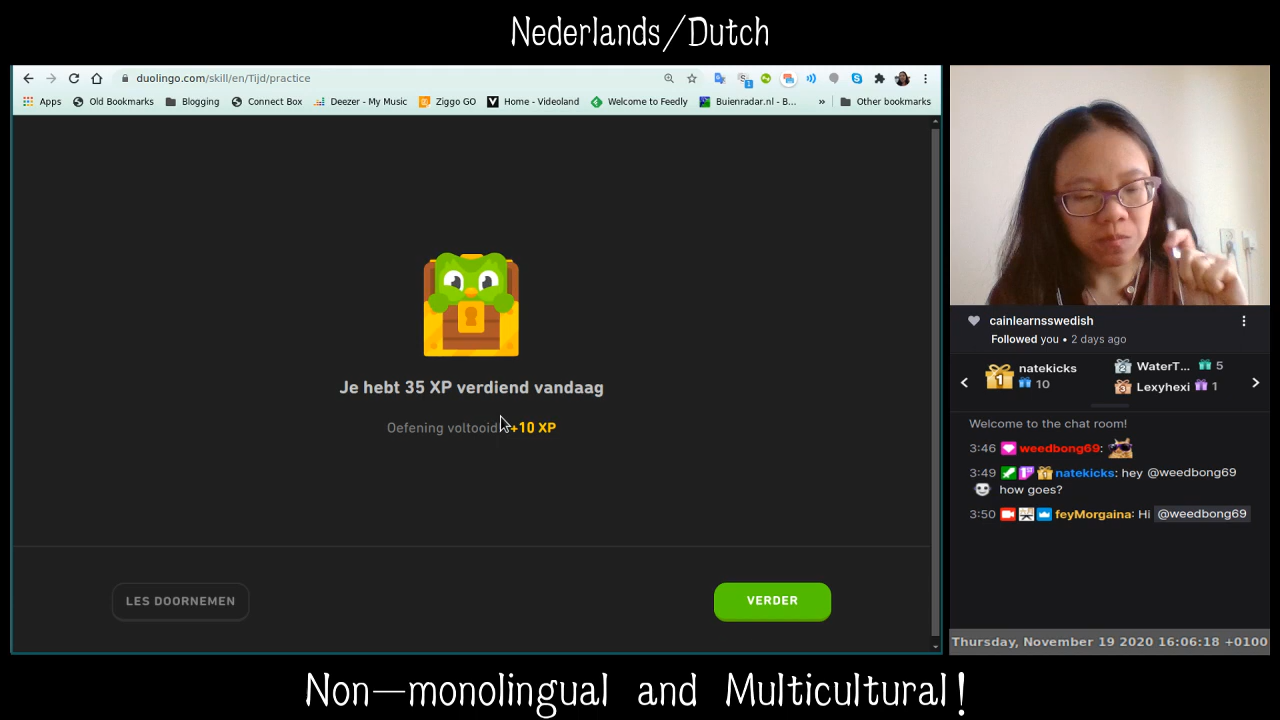 Nederlands/Dutch
duolingo.com/skill/en/Tijd/practice
Apps Old Bookmarks Blogging Connect Box Deezer - My Music Ziggo GO Home - Videoland Welcome to Feedly Buienradar.nl - B... » Other bookmarks
Je hebt 35 XP verdiend vandaag
Oefening voltooid +10 XP
LES DOORNEMEN
VERDER
cainlearnsswedish
Followed you • 2 days ago
natekicks
10
WaterT... 5
Lexyhexi 1
Welcome to the chat room!
3:46 weedbong69:
3:49 natekicks: hey @weedbong69
how goes?
3:50 feyMorgaina: Hi @weedbong69
Thursday, November 19 2020 16:06:18 +0100
Non-monolingual and Multicultural!